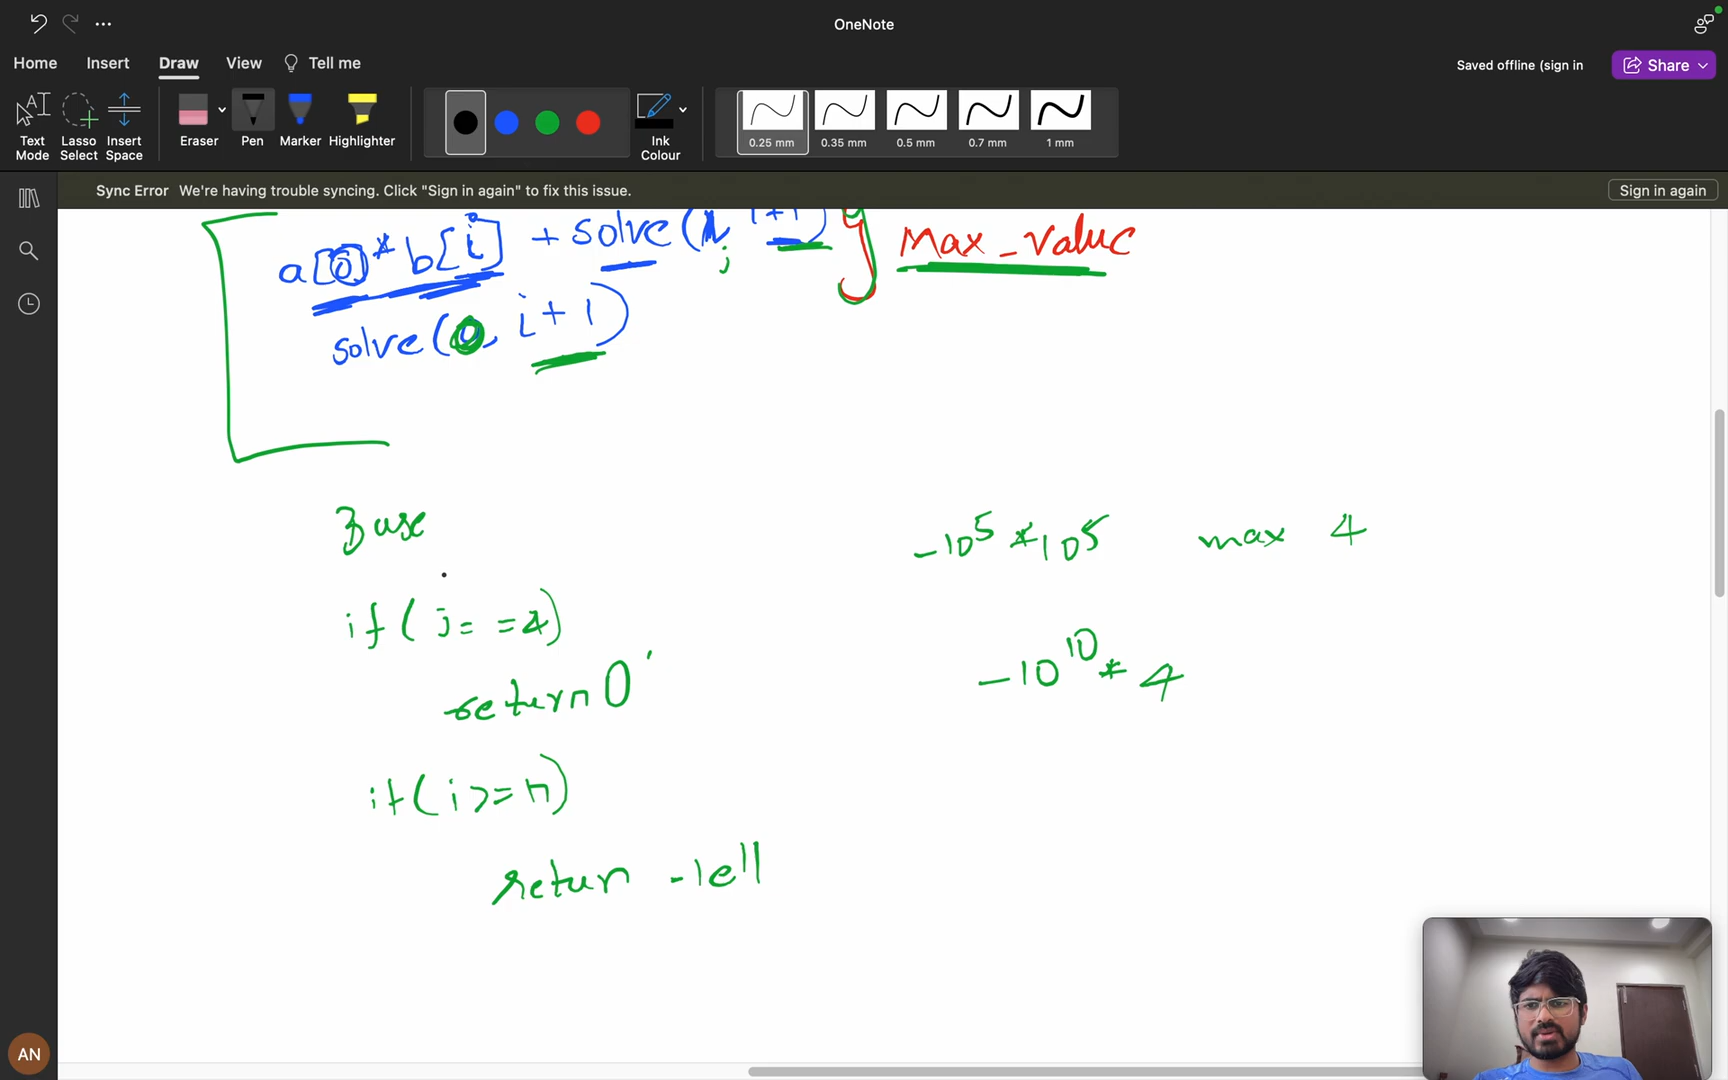 OneNote
Home Insert Draw View Tell me
Saved offline (sign in
Share
Text Mode
Lasso Select
Insert Space
Eraser
Pen
Marker
Highlighter
Ink Colour
0.25 mm
0.35 mm
0.5 mm
0.7 mm
1 mm
Sync Error We're having trouble syncing. Click "Sign in again" to fix this issue.
Sign in again
a[0]* b[i] + solve( i+1)
j
Max_Value
solve(0, i+1)
Base
-10^5 *10^5 max 4
if( j= =4)
-10^10 * 4
return 0
if( i>=n)
return -1e11
AN